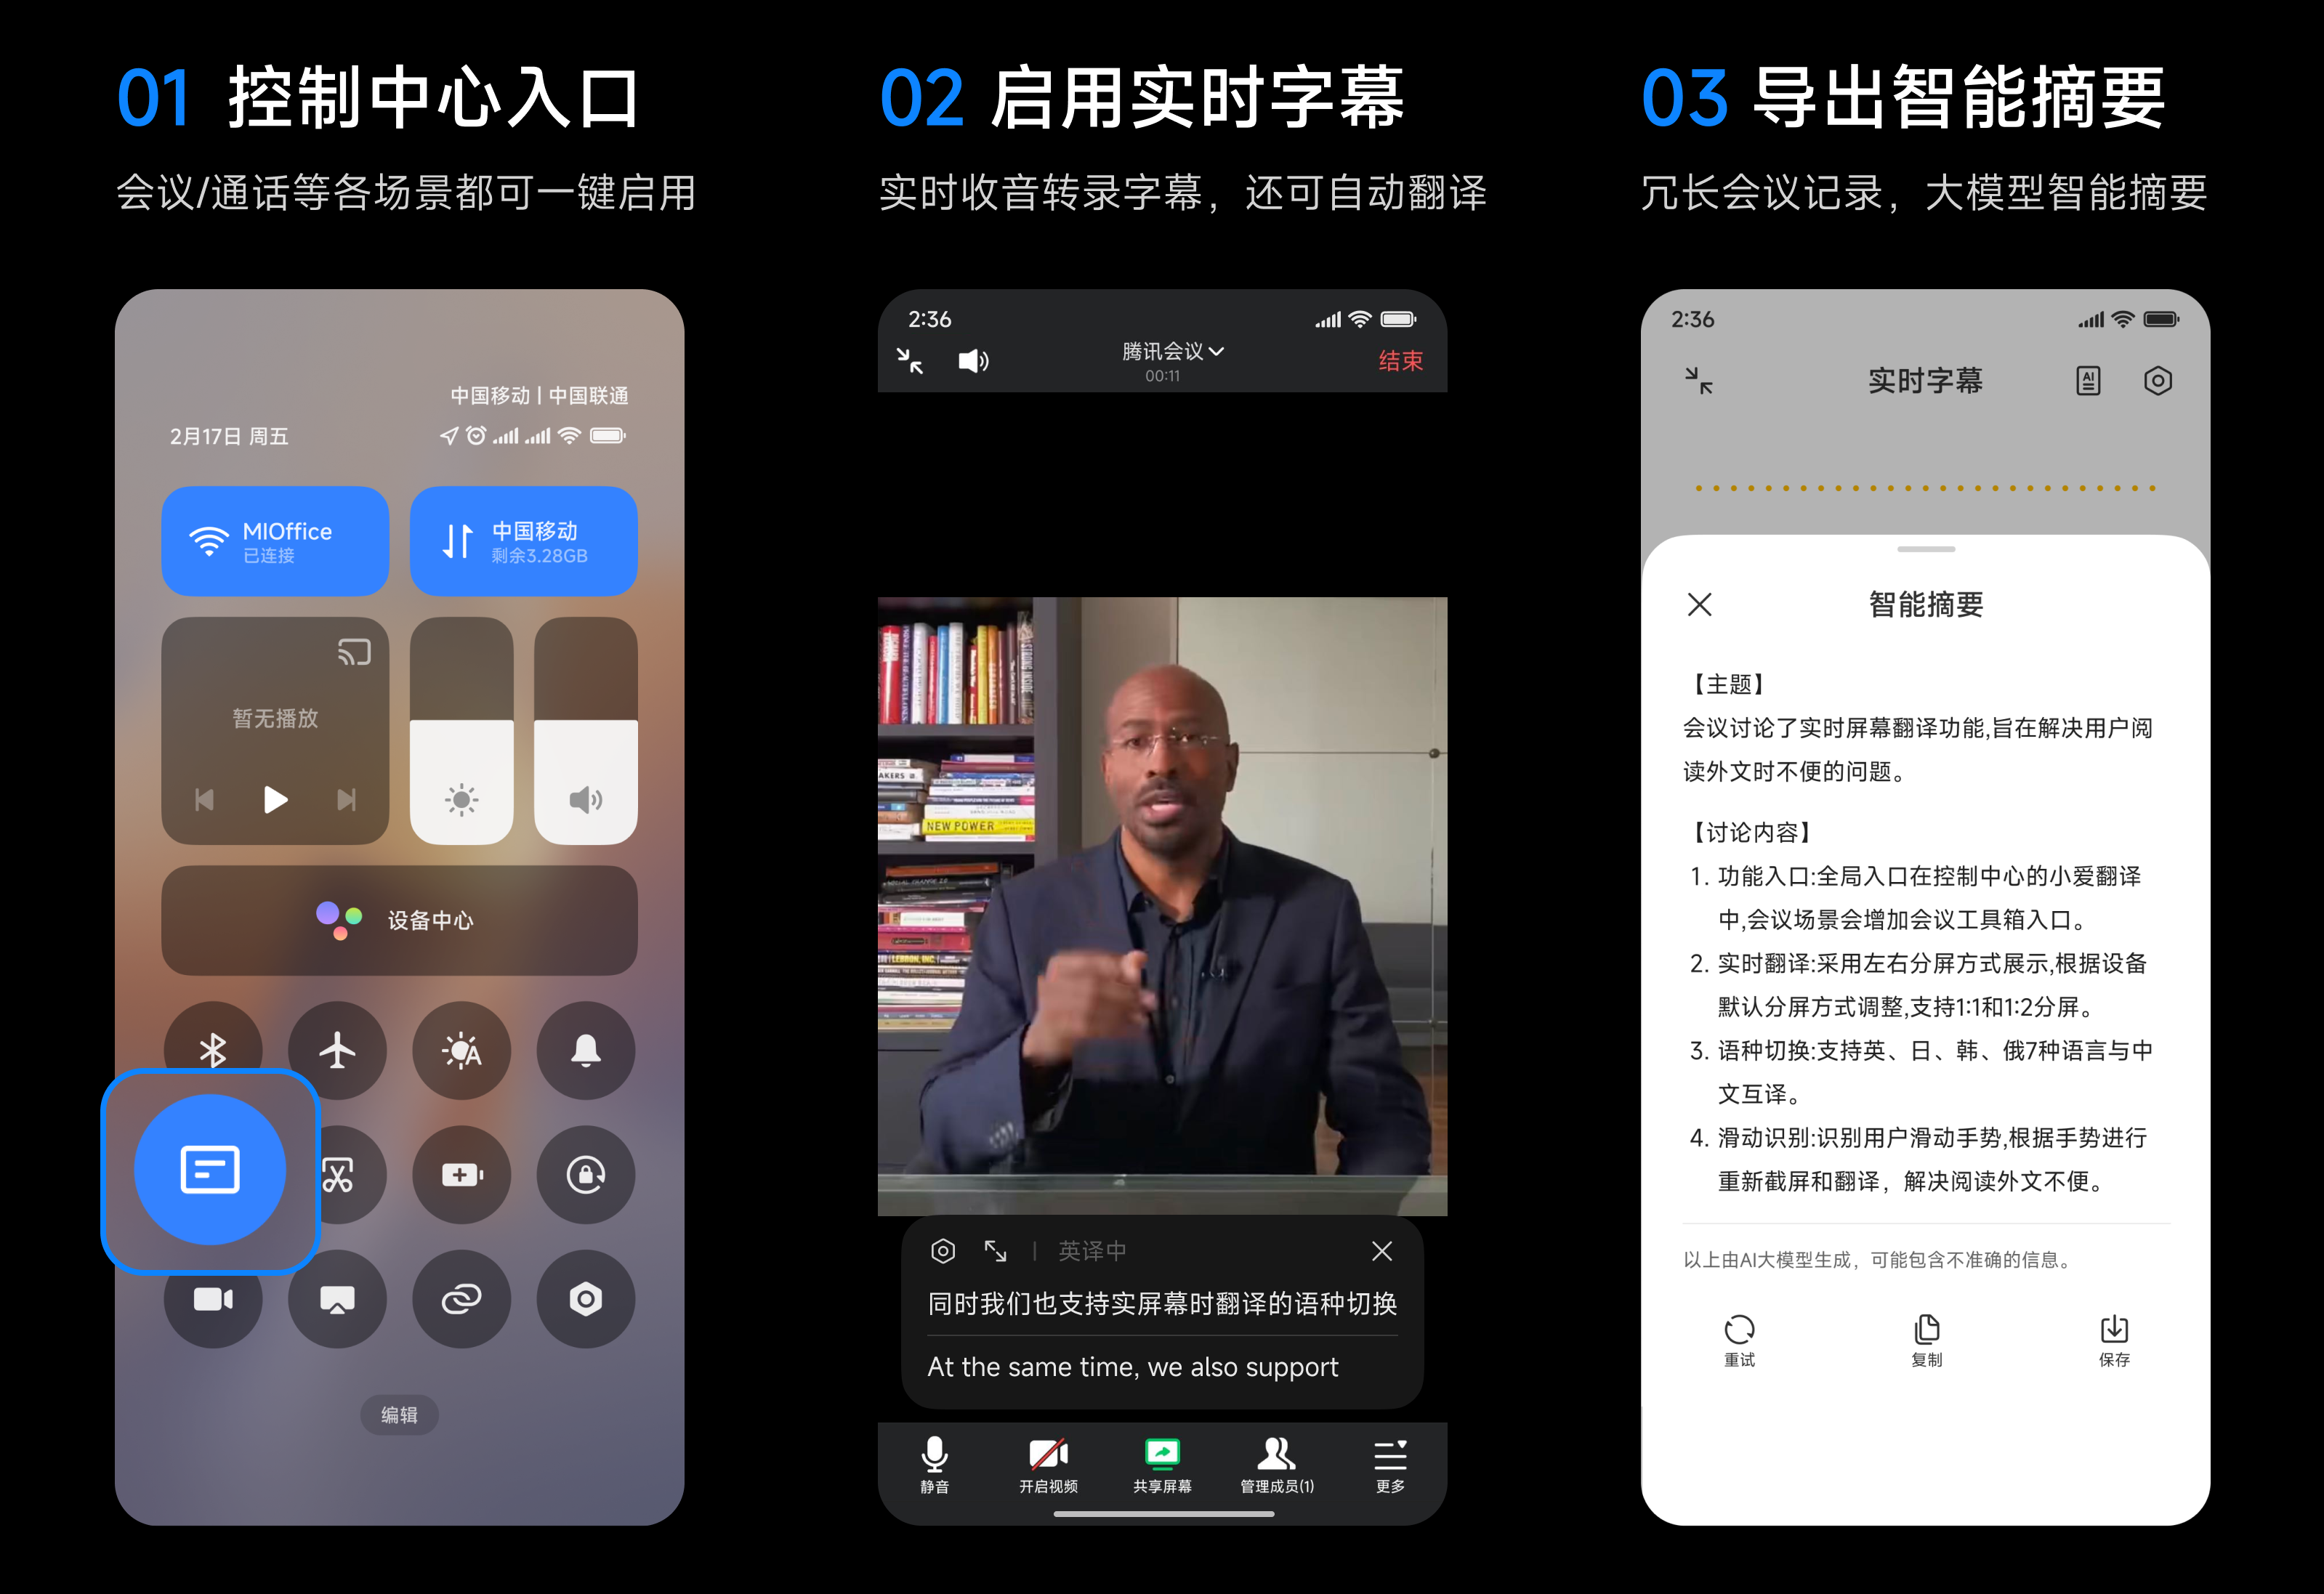 01 控制中心入口
会议/通话等各场景都可一键启用
中国移动 | 中国联通
2月17日 周五
MIOffice
已连接
中国移动
剩余3.28GB
暂无播放
设备中心
A
编辑
02 启用实时字幕
实时收音转录字幕，还可自动翻译
2:36
腾讯会议
00:11
结束
AKERS
NEW POWER
LEBRON, INC.
英译中
同时我们也支持实屏幕时翻译的语种切换
At the same time, we also support
静音
开启视频
共享屏幕
管理成员(1)
更多
03 导出智能摘要
冗长会议记录，大模型智能摘要
2:36
实时字幕
AI
智能摘要
【主题】
会议讨论了实时屏幕翻译功能,旨在解决用户阅
读外文时不便的问题。
【讨论内容】
1. 功能入口:全局入口在控制中心的小爱翻译
中,会议场景会增加会议工具箱入口。
2. 实时翻译:采用左右分屏方式展示,根据设备
默认分屏方式调整,支持1:1和1:2分屏。
3. 语种切换:支持英、日、韩、俄7种语言与中
文互译。
4. 滑动识别:识别用户滑动手势,根据手势进行
重新截屏和翻译，解决阅读外文不便。
以上由AI大模型生成，可能包含不准确的信息。
重试
复制
保存